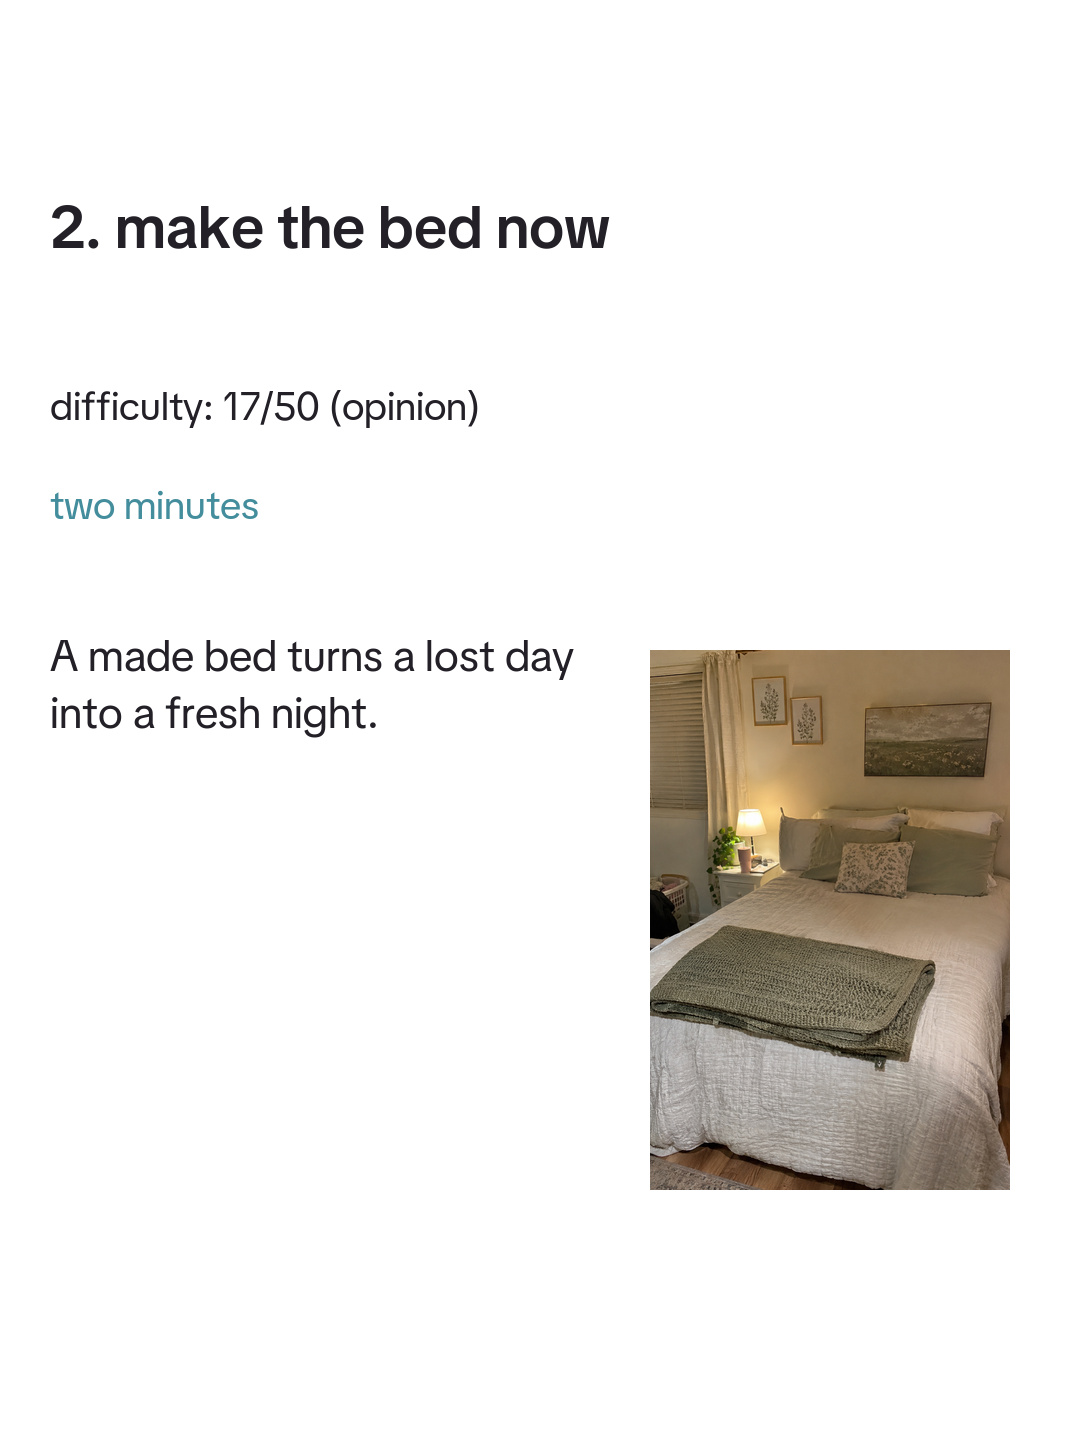 2. make the bed now
difficulty: 17/50 (opinion)
two minutes
A made bed turns a lost day
into a fresh night.